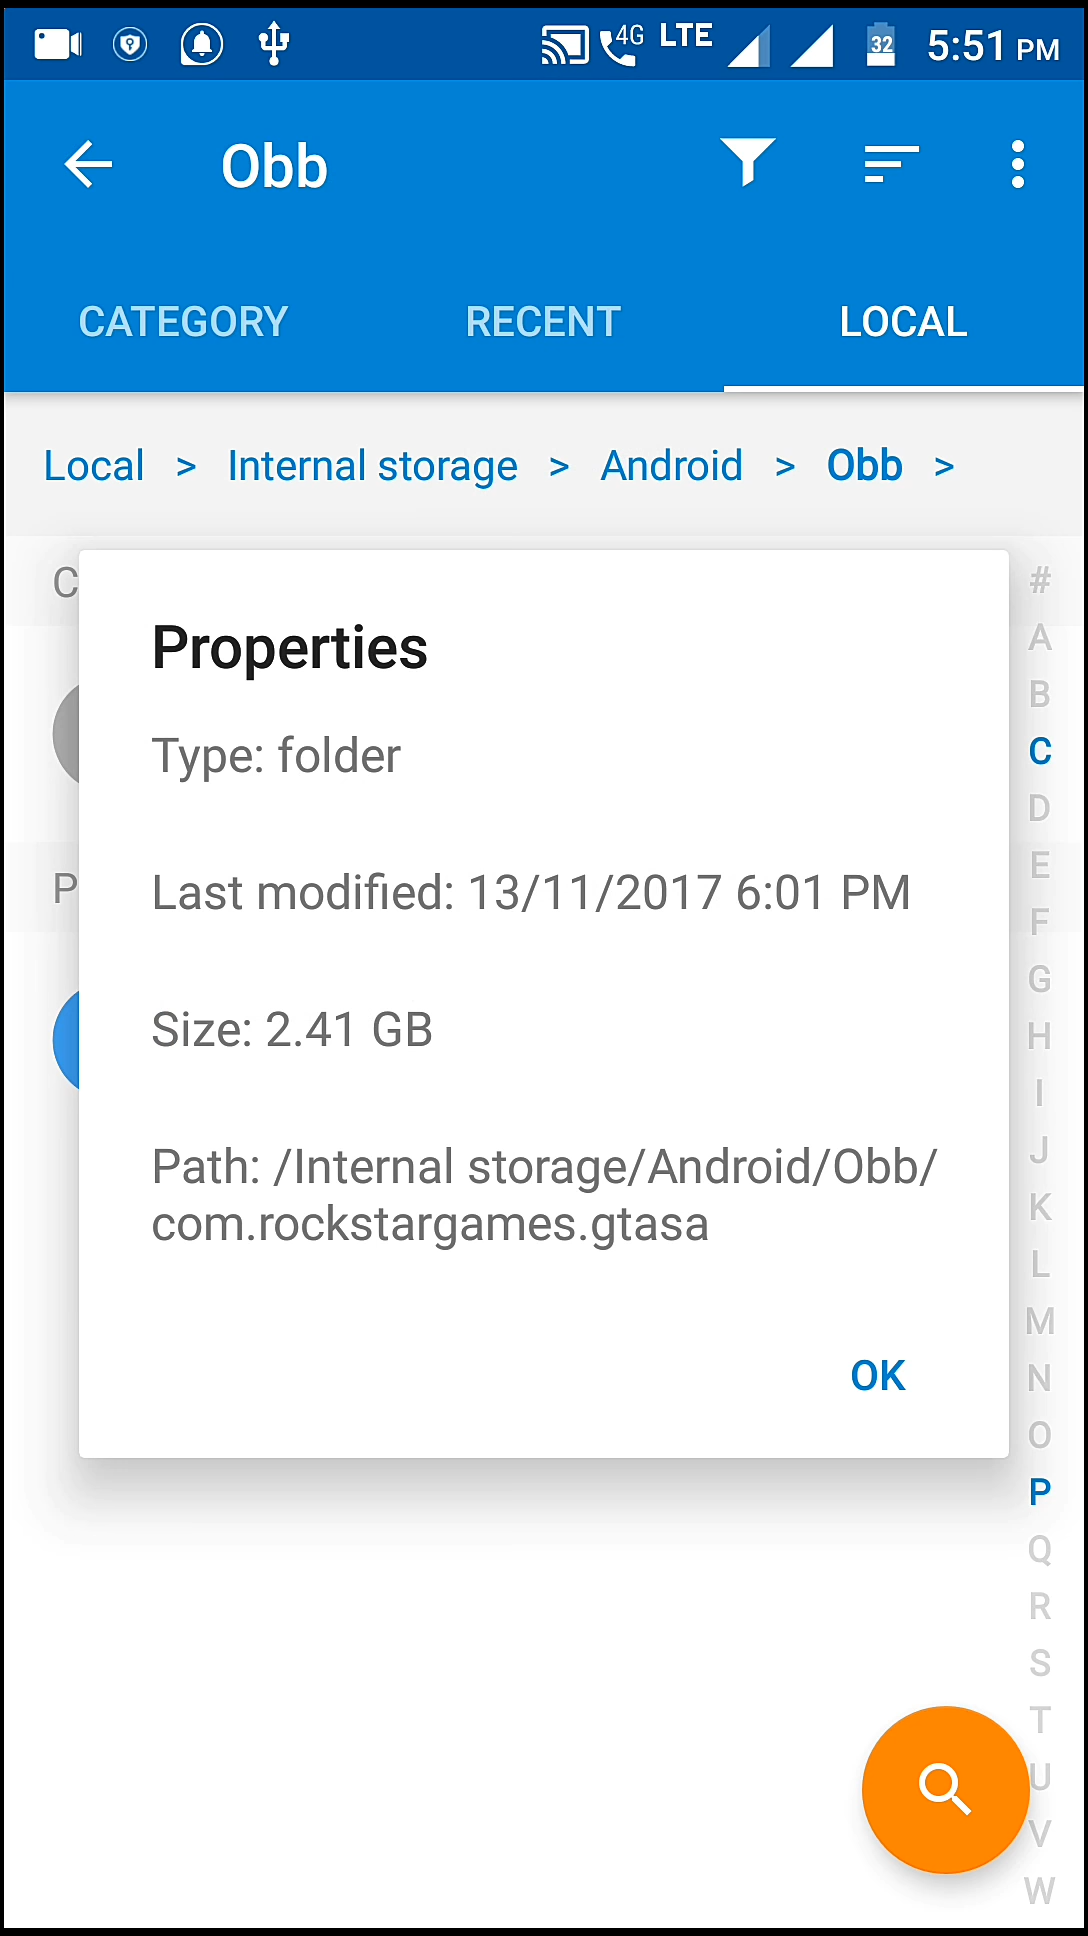 4G LTE 32 5:51 PM
Obb
CATEGORY RECENT LOCAL
Local > Internal storage > Android > Obb >
C
Properties
Type: folder
Last modified: 13/11/2017 6:01 PM
P
Size: 2.41 GB
Path: /Internal storage/Android/Obb/
com.rockstargames.gtasa
OK
#
A
B
C
D
E
F
G
H
I
J
K
L
M
N
O
P
Q
R
S
T
U
V
W